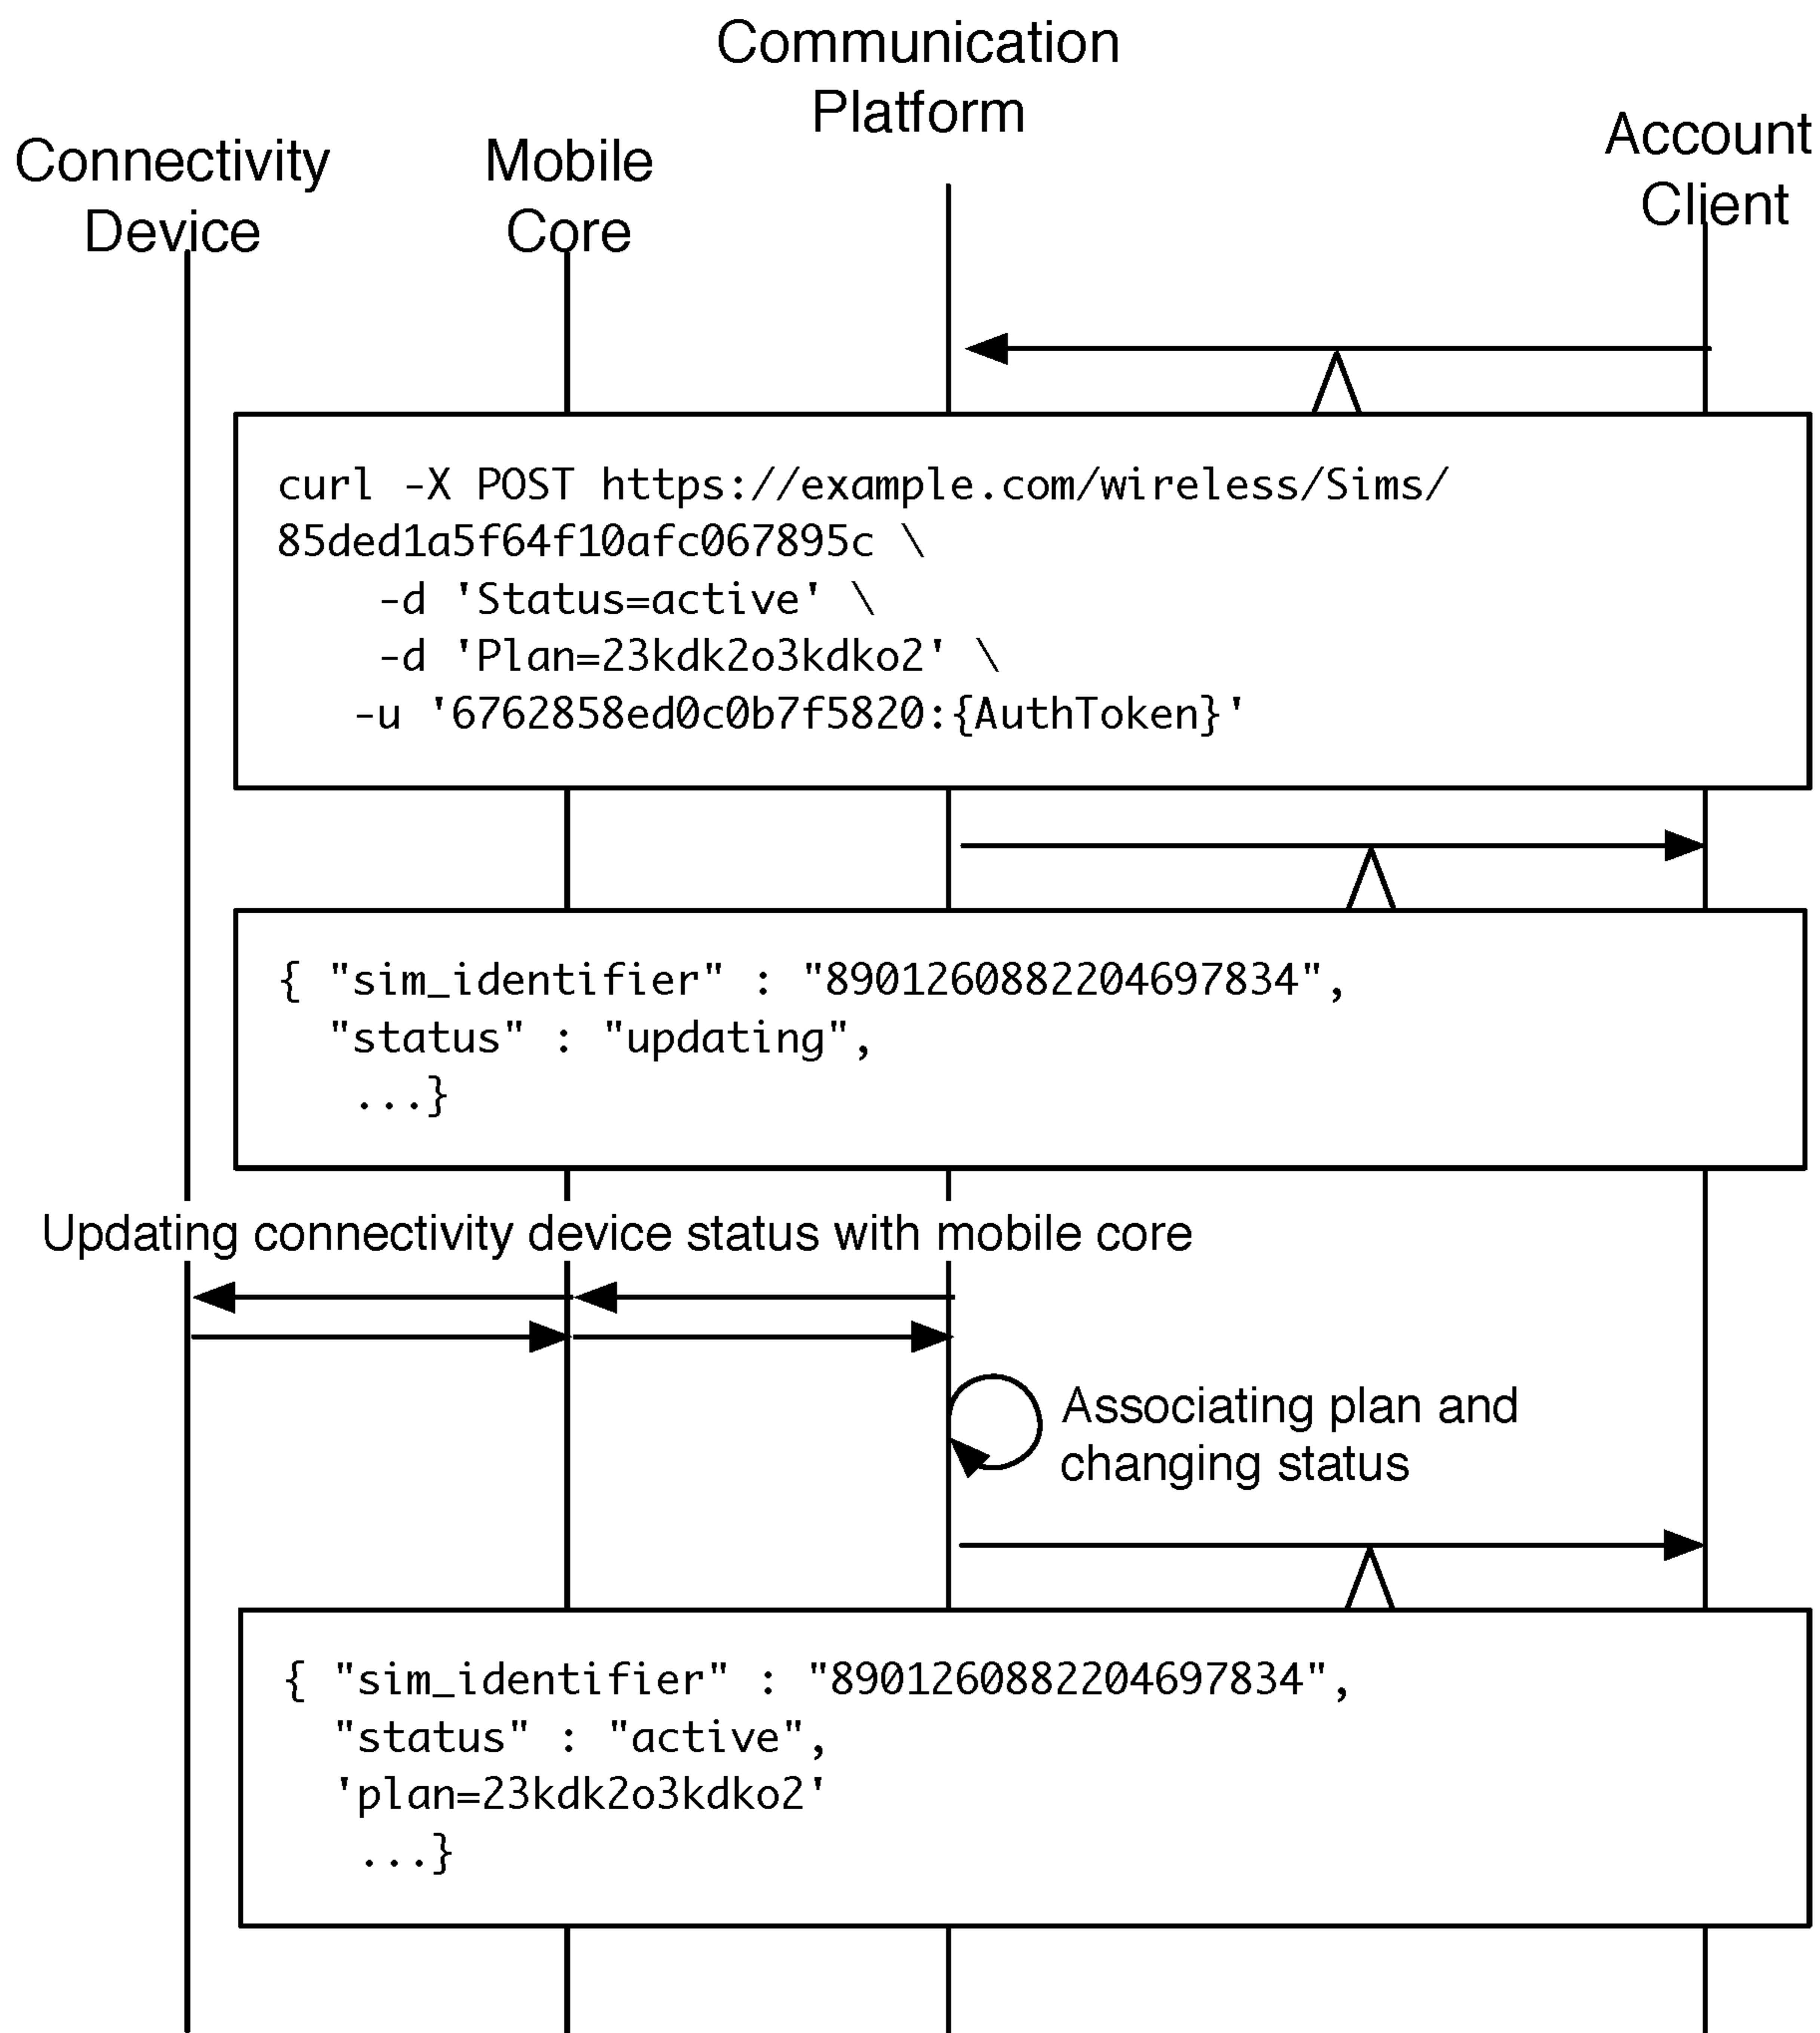 Communication
Platform
Connectivity
Device
Mobile
Core
Account
Client
curl -X POST https://example.com/wireless/Sims/
85ded1a5f64f10afc067895c \
-d 'Status=active' \
-d 'Plan=23kdk2o3kdko2' \
-u '6762858ed0c0b7f5820:{AuthToken}'
{ "sim_identifier" : "8901260882204697834",
"status" : "updating",
...}
Updating connectivity device status with mobile core
Associating plan and
changing status
{ "sim_identifier" : "8901260882204697834",
"status" : "active",
'plan=23kdk2o3kdko2'
...}